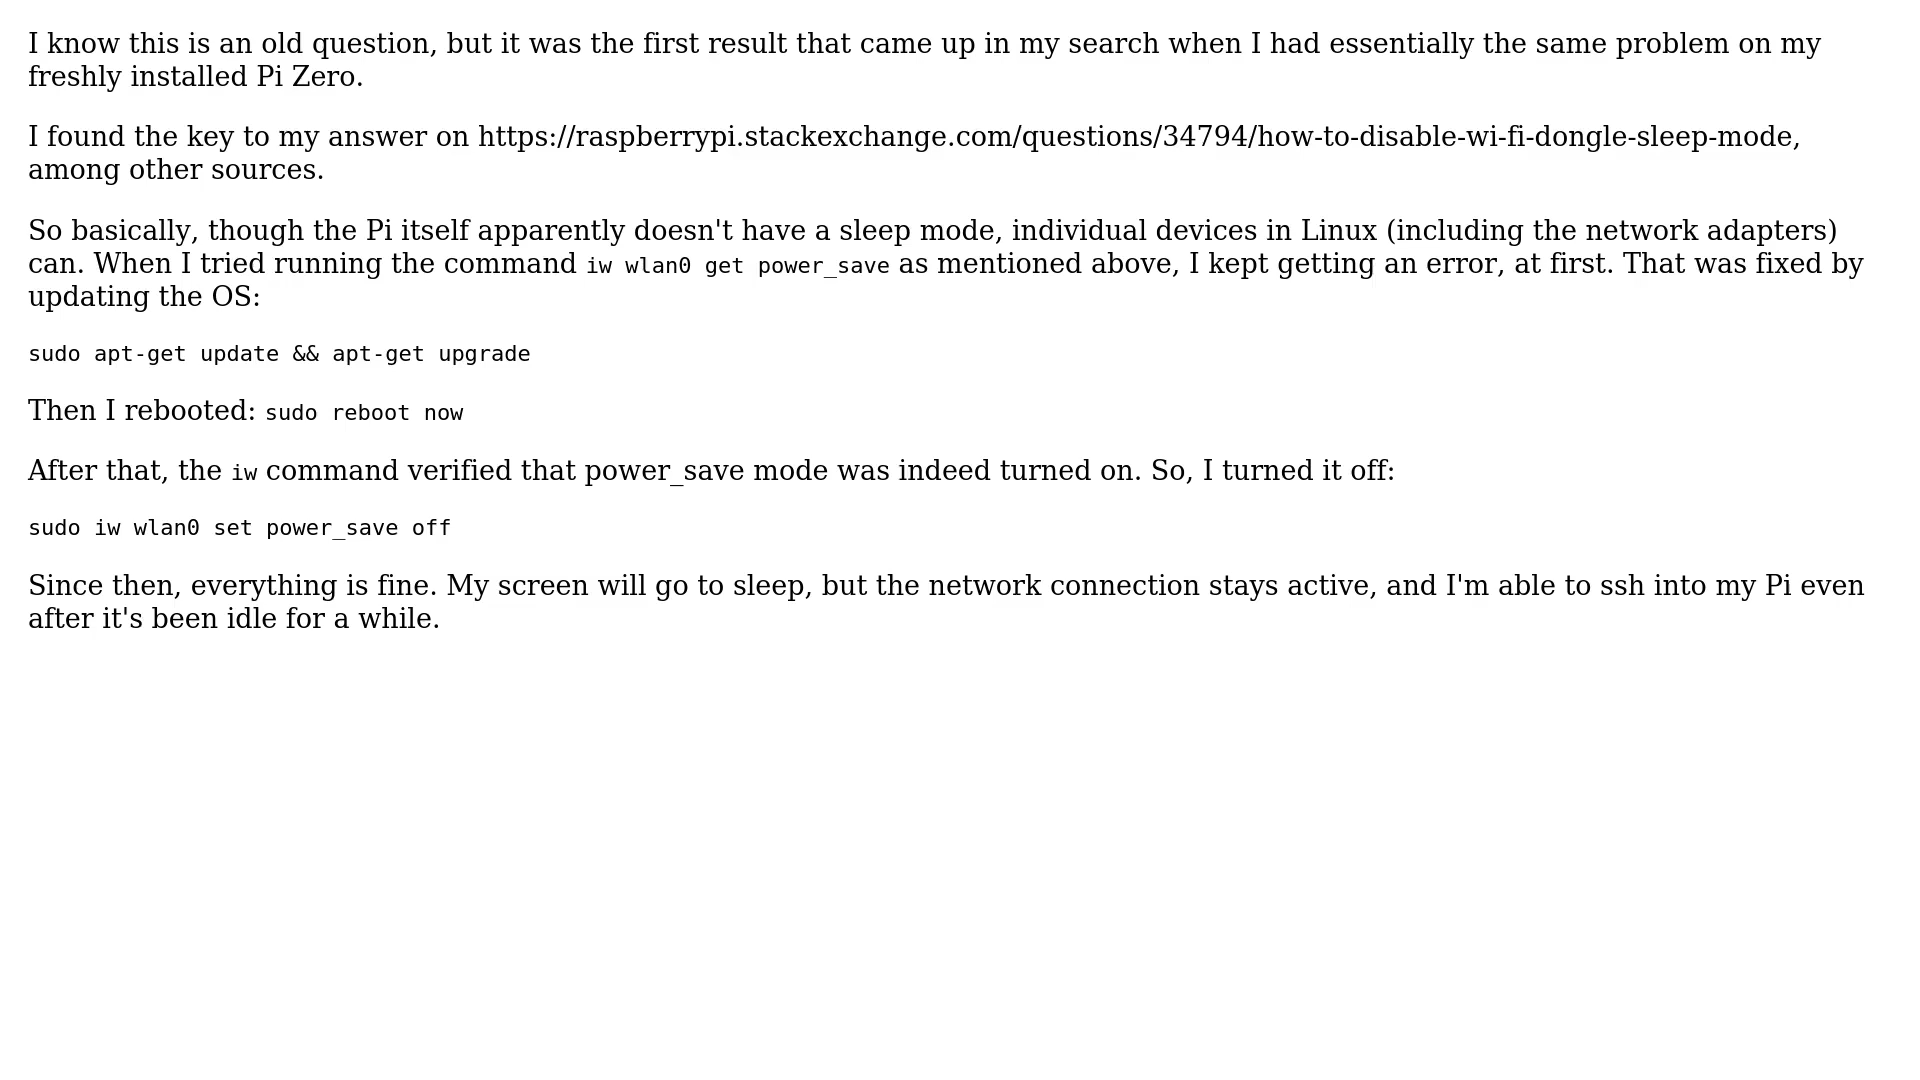 I know this is an old question, but it was the first result that came up in my search when I had essentially the same problem on my
freshly installed Pi Zero.
I found the key to my answer on https://raspberrypi.stackexchange.com/questions/34794/how-to-disable-wi-fi-dongle-sleep-mode,
among other sources.
So basically, though the Pi itself apparently doesn't have a sleep mode, individual devices in Linux (including the network adapters)
can. When I tried running the command iw wlan0 get power_save as mentioned above, I kept getting an error, at first. That was fixed by
updating the OS:
sudo apt-get update && apt-get upgrade
Then I rebooted: sudo reboot now
After that, the iw command verified that power_save mode was indeed turned on. So, I turned it off:
sudo iw wlan0 set power_save off
Since then, everything is fine. My screen will go to sleep, but the network connection stays active, and I'm able to ssh into my Pi even
after it's been idle for a while.